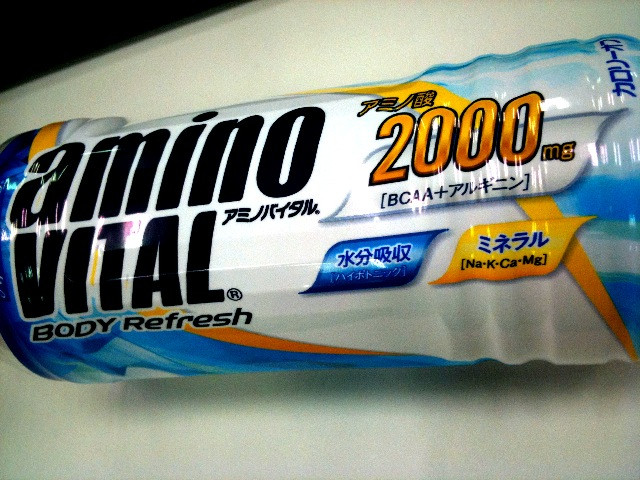 amino
VITAL®
アミノバイタル®
BODY Refresh
アミノ酸
2000mg
[BCAA+アルギニン]
水分吸収
[ハイポトニック]
ミネラル
[Na・K・Ca・Mg]
カロリーオフ